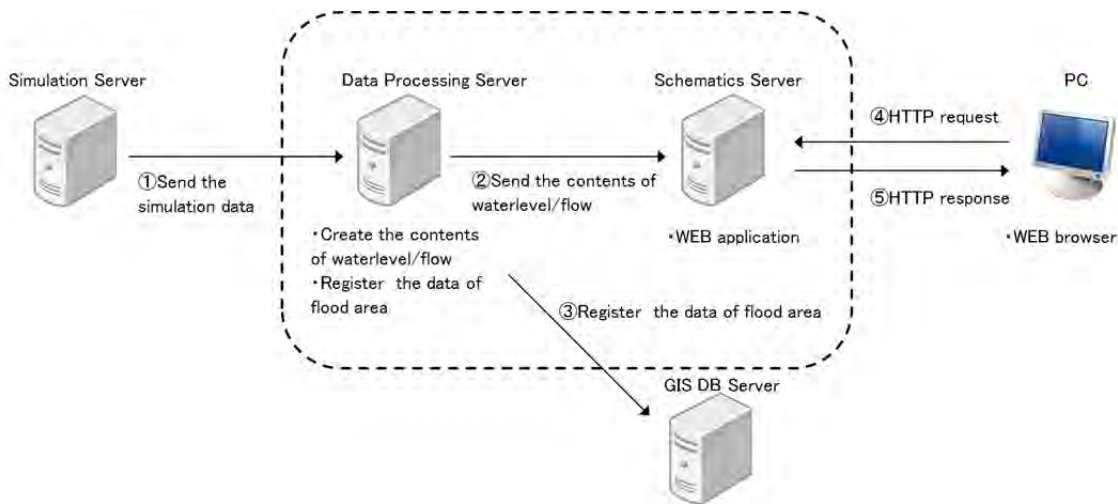 Simulation Server
Data Processing Server
Schematics Server
PC
①Send the
simulation data
②Send the contents of
waterlevel/flow
④HTTP request
⑤HTTP response
・Create the contents
of waterlevel/flow
・Register the data of
flood area
・WEB application
・WEB browser
③Register the data of flood area
GIS DB Server